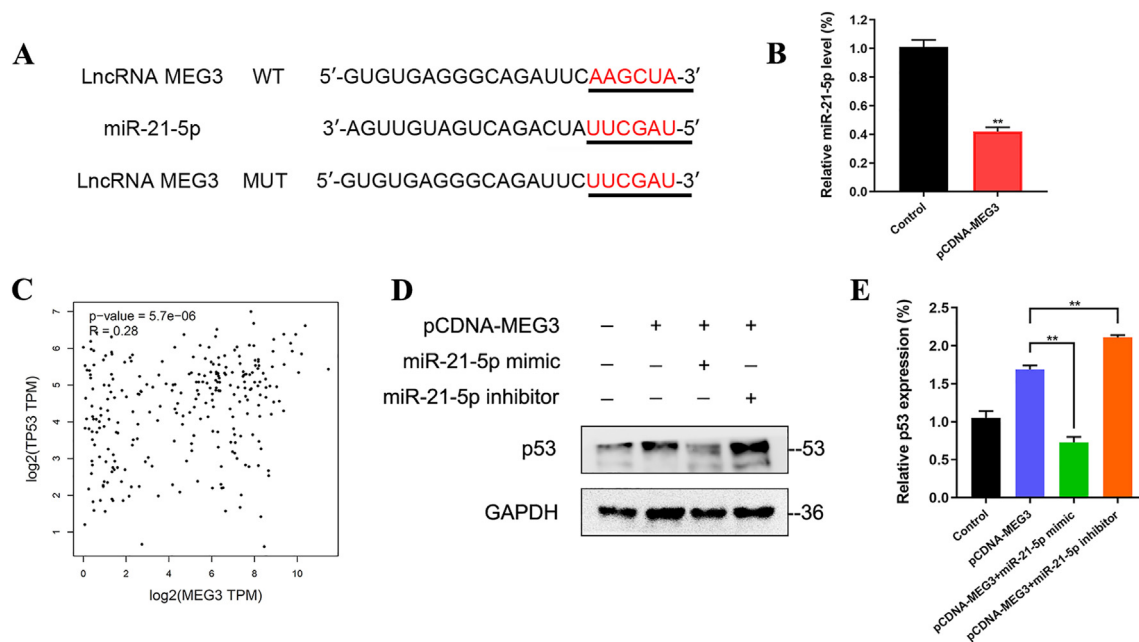 A
LncRNA MEG3 WT 5′-GUGUGAGGGCAGAUUCAAGCUA-3′
miR-21-5p 3′-AGUUGUAGUCAGACUAUUCGAU-5′
LncRNA MEG3 MUT 5′-GUGUGAGGGCAGAUUCUUCGAU-3′
B
Relative miR-21-5p level (%)
1.2
1.0
0.8
0.6
0.4
0.2
0.0
**
Control
pCDNA-MEG3
C
p-value = 5.7e-06
R = 0.28
log2(TP53 TPM)
7
6
5
4
3
2
1
0 2 4 6 8 10
log2(MEG3 TPM)
D
pCDNA-MEG3 – + + +
miR-21-5p mimic – – + –
miR-21-5p inhibitor – – – +
p53 --53
GAPDH --36
E
Relative p53 expression (%)
2.5
2.0
1.5
1.0
0.5
0.0
**
**
Control
pCDNA-MEG3
pCDNA-MEG3+miR-21-5p mimic
pCDNA-MEG3+miR-21-5p inhibitor